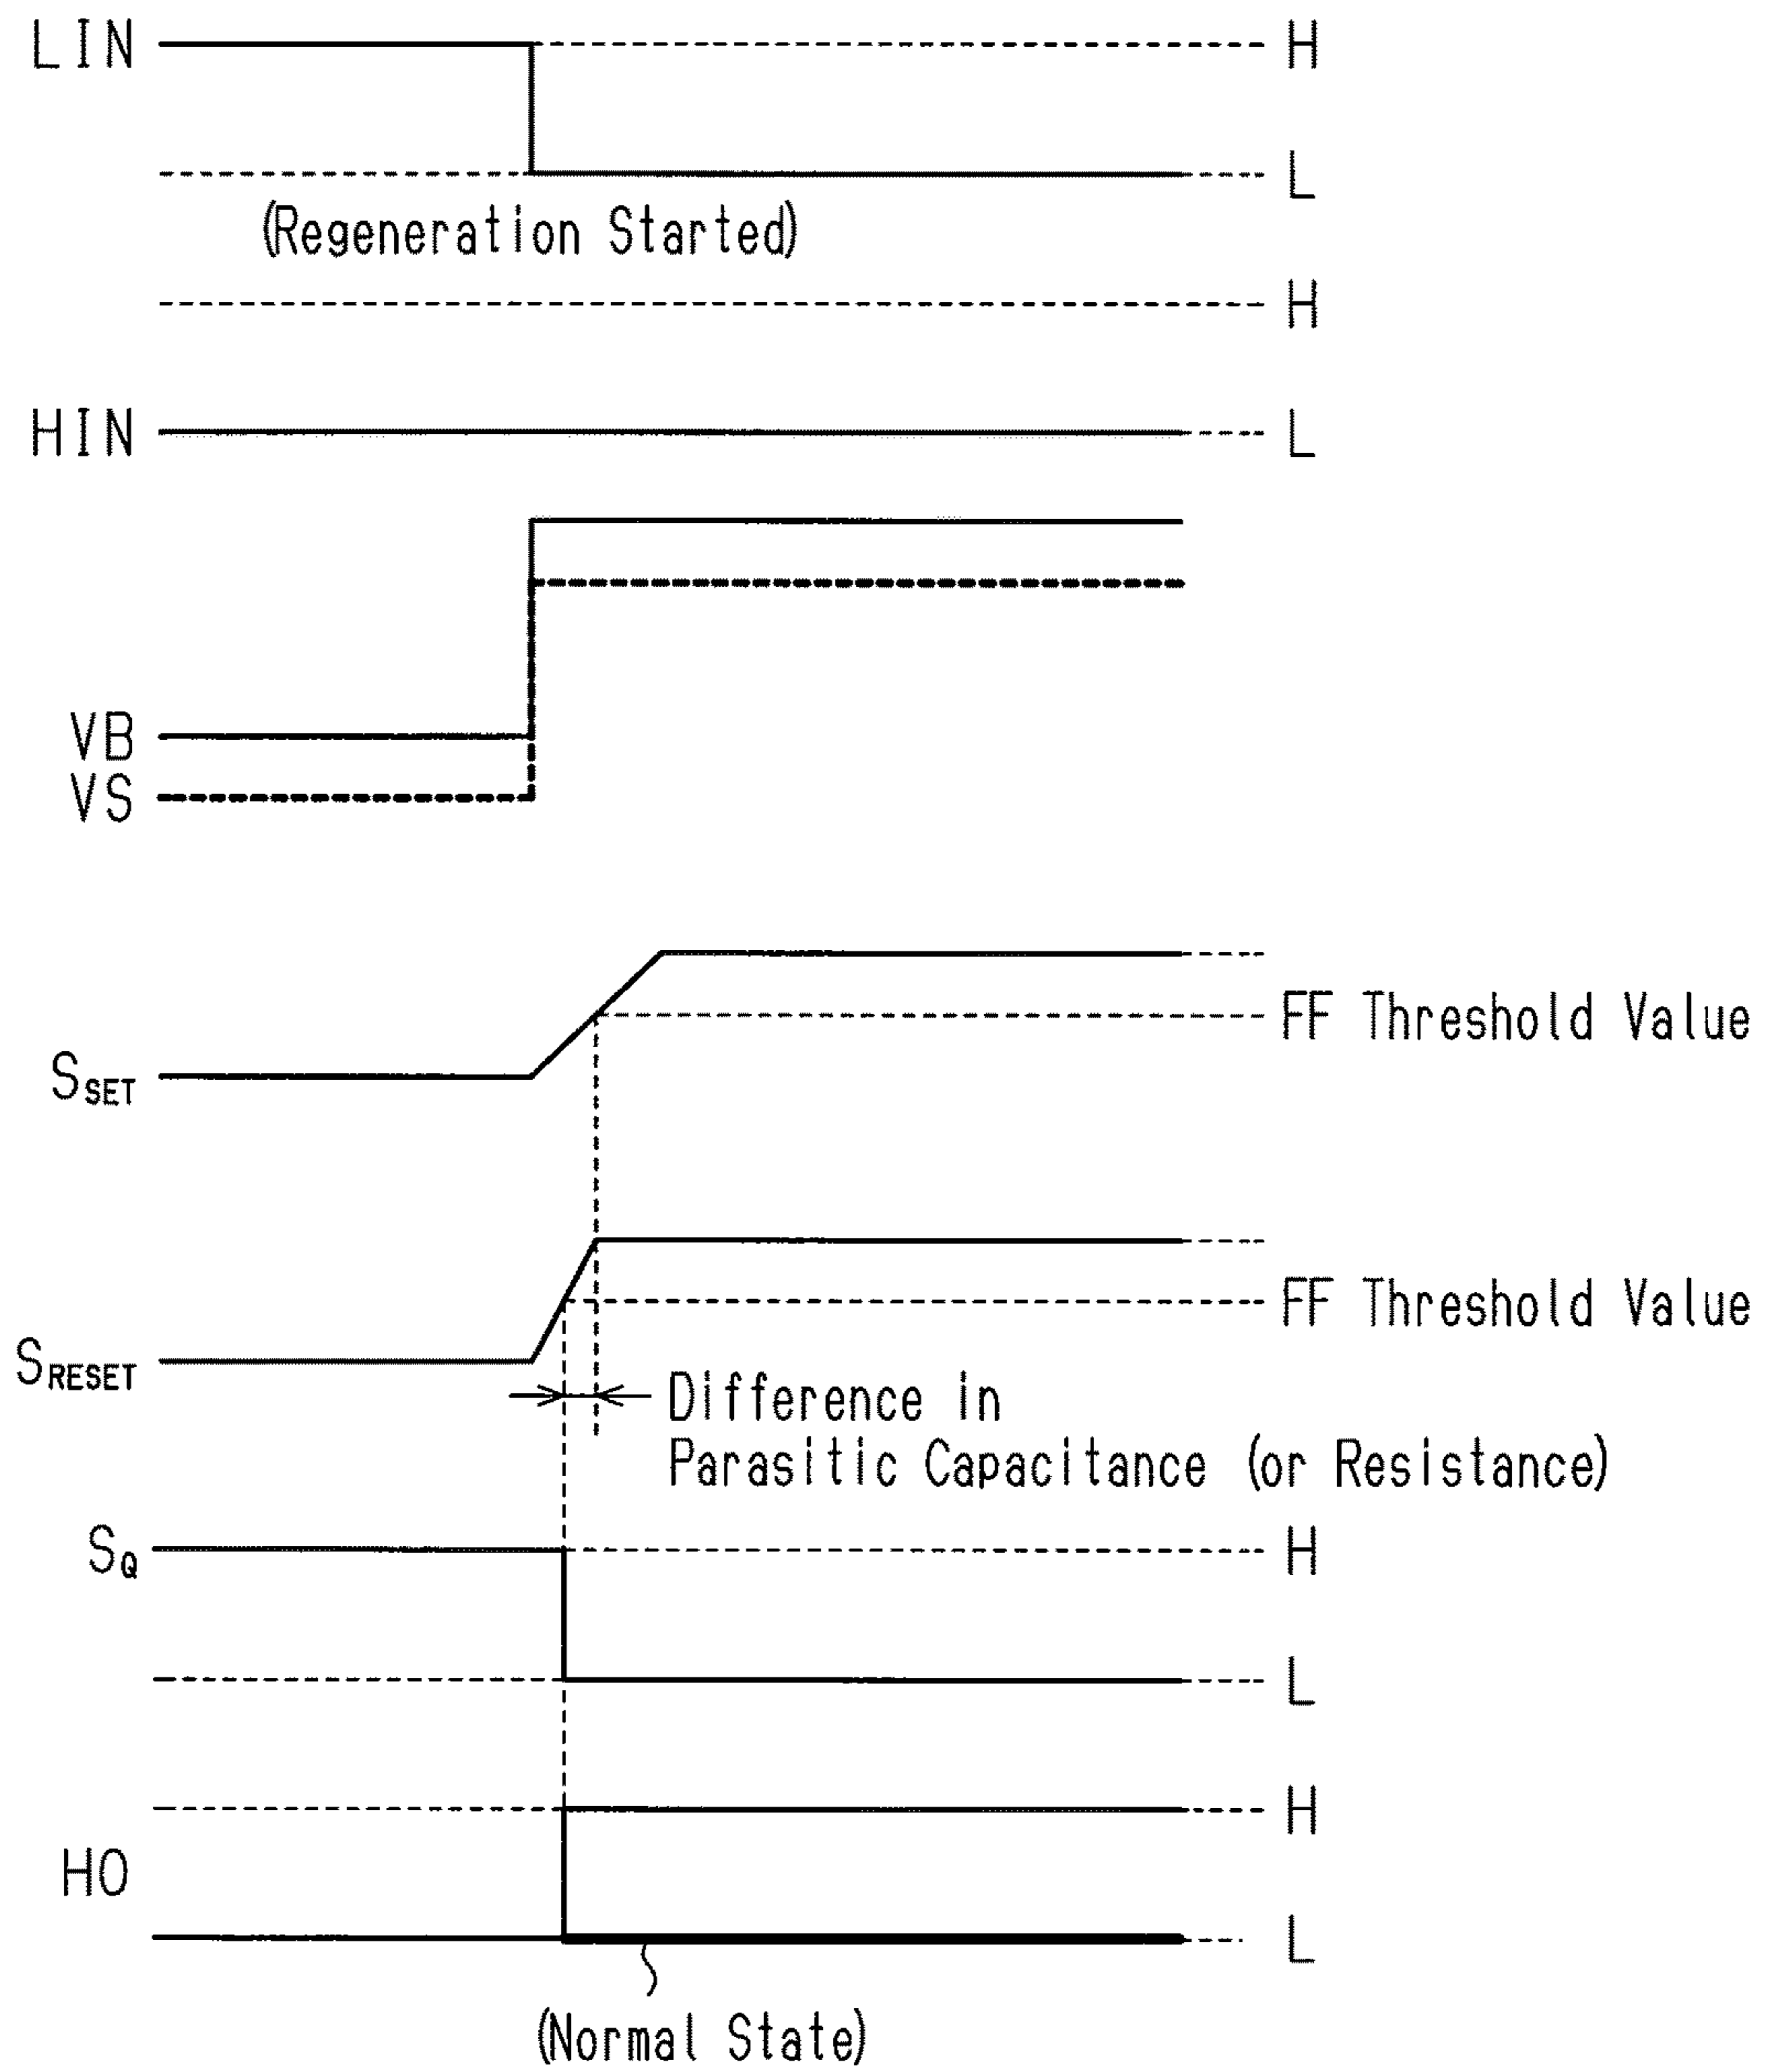 LIN H
L
(Regeneration Started)
H
HIN L
VB
VS
FF Threshold Value
SSET
FF Threshold Value
SRESET
Difference in
Parasitic Capacitance (or Resistance)
SQ H
L
H
HO
L
(Normal State)